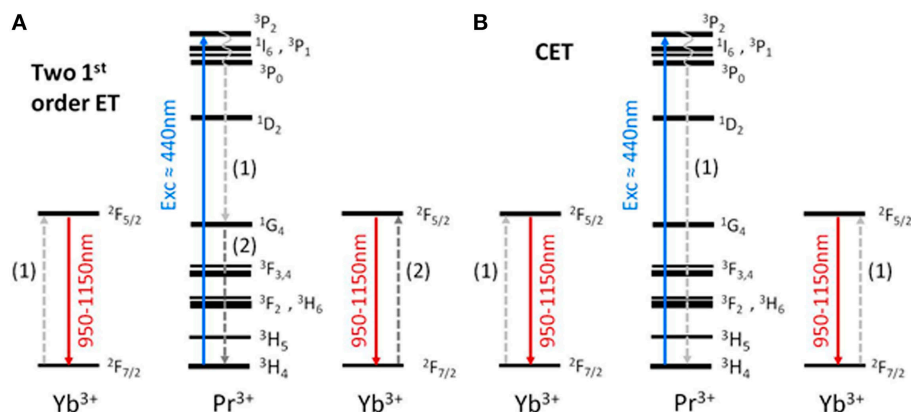 A
Two 1st
order ET
Exc ≈ 440nm
³P₂
¹I₆ , ³P₁
³P₀
¹D₂
(1)
¹G₄
(2)
³F₃,₄
³F₂ , ³H₆
³H₅
³H₄
²F₅/₂
(1)
950-1150nm
²F₇/₂
²F₅/₂
950-1150nm
(2)
²F₇/₂
Yb³⁺
Pr³⁺
Yb³⁺
B
CET
Exc ≈ 440nm
³P₂
¹I₆ , ³P₁
³P₀
¹D₂
(1)
¹G₄
³F₃,₄
³F₂ , ³H₆
³H₅
³H₄
²F₅/₂
(1)
950-1150nm
²F₇/₂
²F₅/₂
950-1150nm
(1)
²F₇/₂
Yb³⁺
Pr³⁺
Yb³⁺